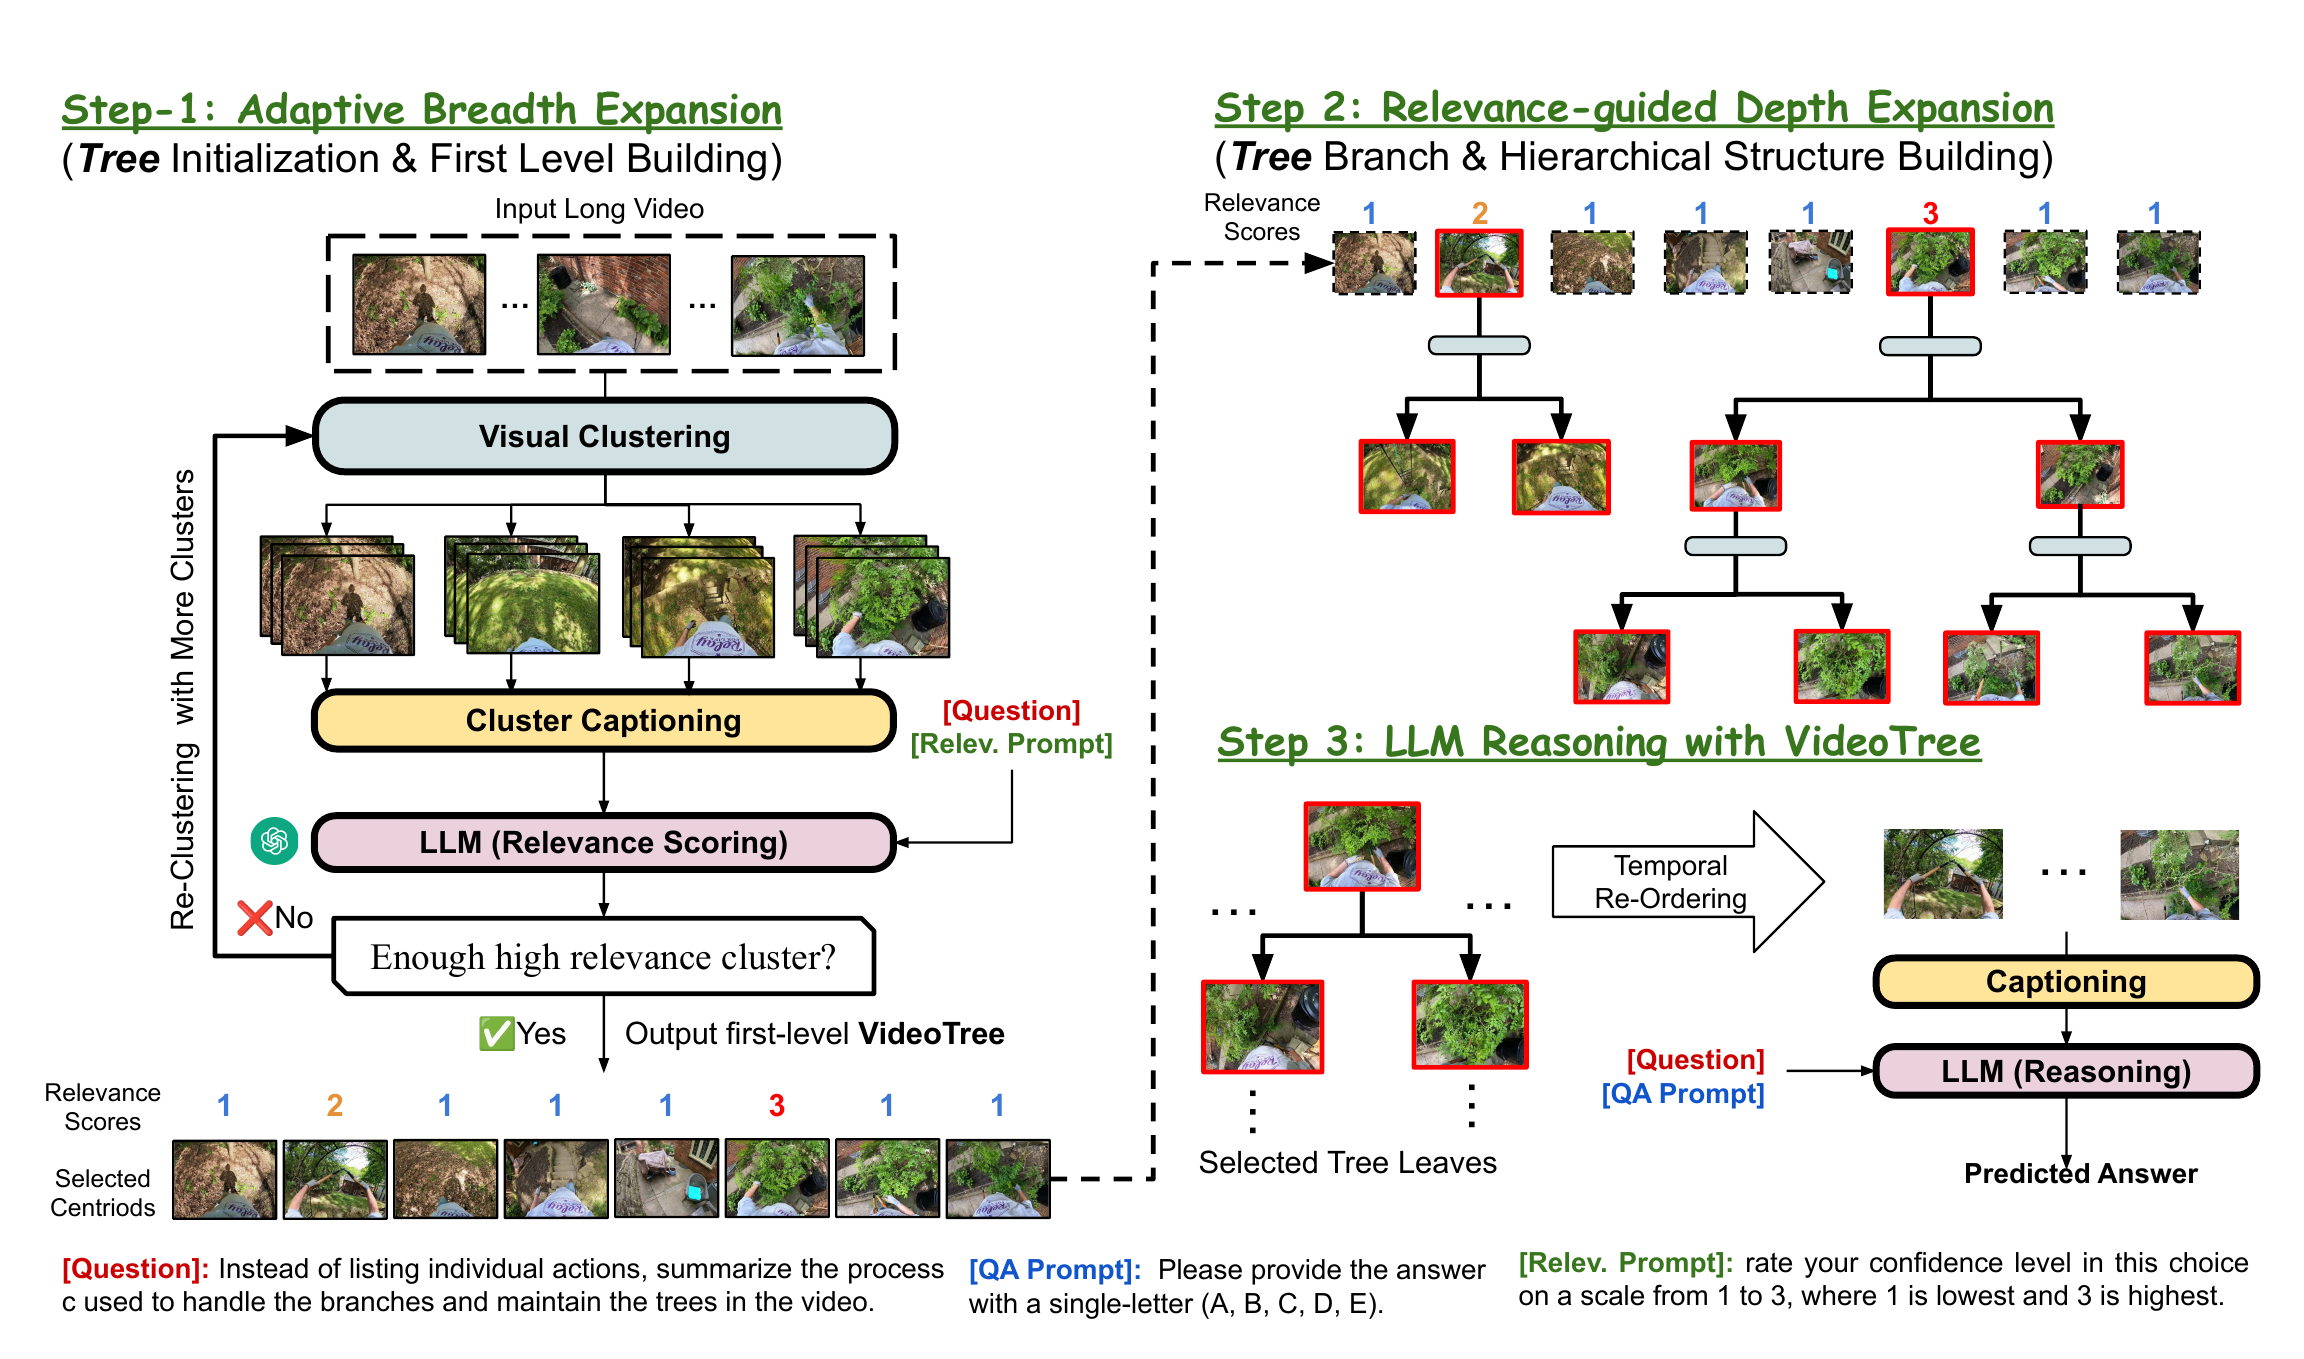 Step-1: Adaptive Breadth Expansion
(Tree Initialization & First Level Building)
Input Long Video
...
...
Visual Clustering
Re-Clustering with More Clusters
Cluster Captioning
[Question]
[Relev. Prompt]
LLM (Relevance Scoring)
❌No
Enough high relevance cluster?
✅Yes
Output first-level VideoTree
Relevance
Scores
1 2 1 1 1 3 1 1
Selected
Centriods
Step 2: Relevance-guided Depth Expansion
(Tree Branch & Hierarchical Structure Building)
Relevance
Scores
1 2 1 1 1 3 1 1
Step 3: LLM Reasoning with VideoTree
...
...
Selected Tree Leaves
Temporal
Re-Ordering
...
Captioning
[Question]
[QA Prompt]
LLM (Reasoning)
Predicted Answer
[Question]: Instead of listing individual actions, summarize the process
c used to handle the branches and maintain the trees in the video.
[QA Prompt]: Please provide the answer
with a single-letter (A, B, C, D, E).
[Relev. Prompt]: rate your confidence level in this choice
on a scale from 1 to 3, where 1 is lowest and 3 is highest.